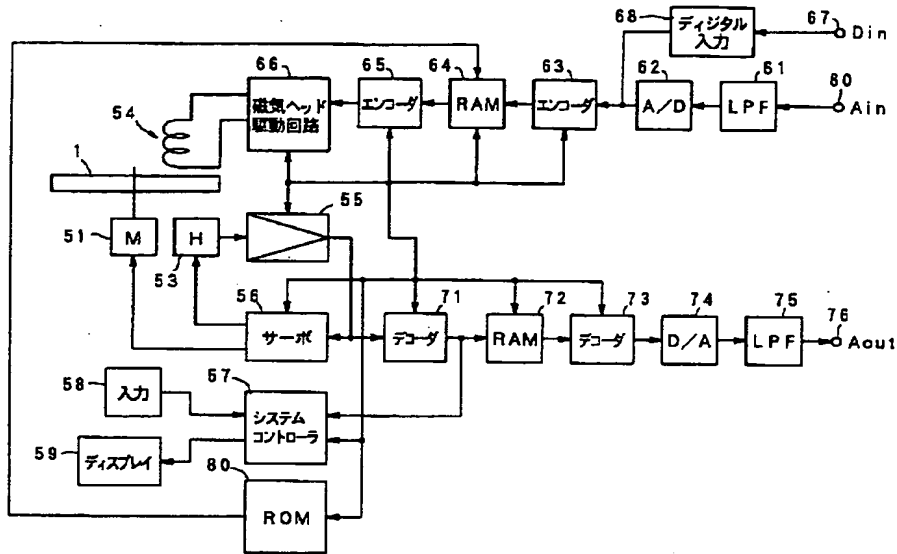 68
ディジタル
入力
67
Din
66
65
64
63
62
61
60
磁気ヘッド
駆動回路
エンコーダ
RAM
エンコーダ
A/D
LPF
Ain
54
1
55
51
M
53
H
56
サーボ
71
デコーダ
72
RAM
73
デコーダ
74
D/A
75
LPF
76
Aout
58
入力
57
システム
コントローラ
59
ディスプレイ
80
ROM